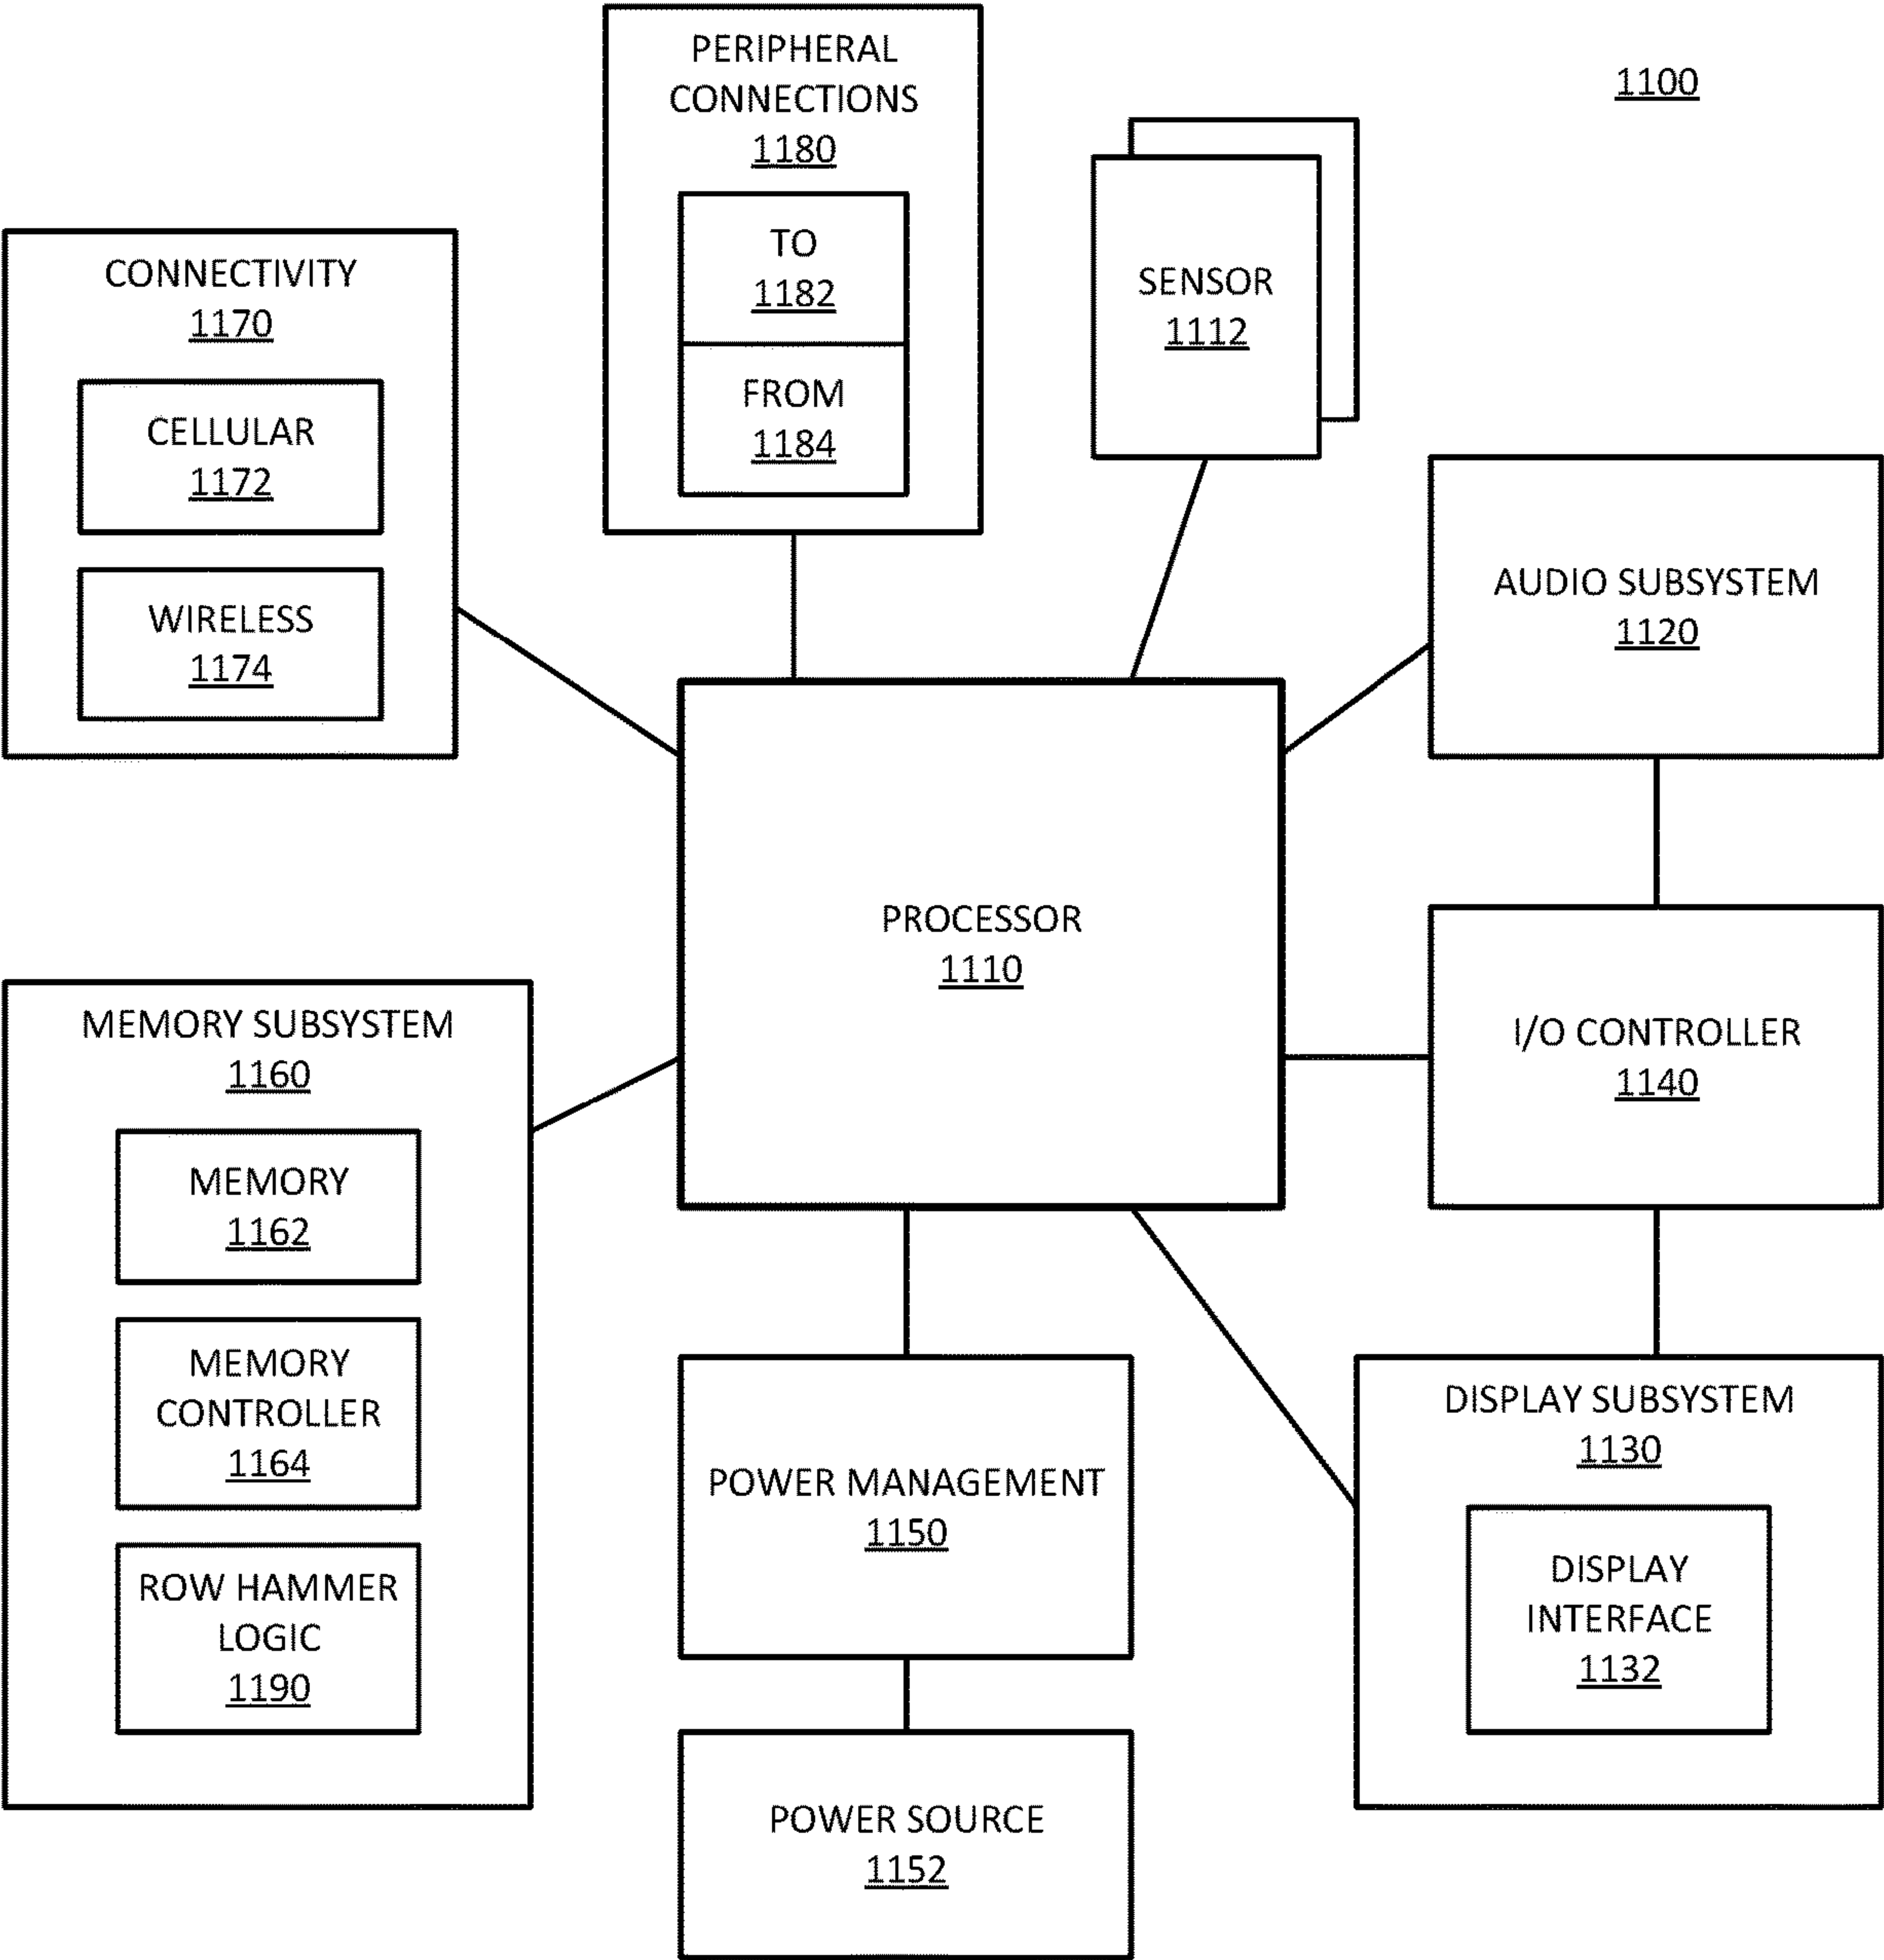 PERIPHERAL
CONNECTIONS
1180
TO
1182
FROM
1184
1100
SENSOR
1112
CONNECTIVITY
1170
CELLULAR
1172
WIRELESS
1174
AUDIO SUBSYSTEM
1120
PROCESSOR
1110
I/O CONTROLLER
1140
MEMORY SUBSYSTEM
1160
MEMORY
1162
MEMORY
CONTROLLER
1164
ROW HAMMER
LOGIC
1190
POWER MANAGEMENT
1150
POWER SOURCE
1152
DISPLAY SUBSYSTEM
1130
DISPLAY
INTERFACE
1132